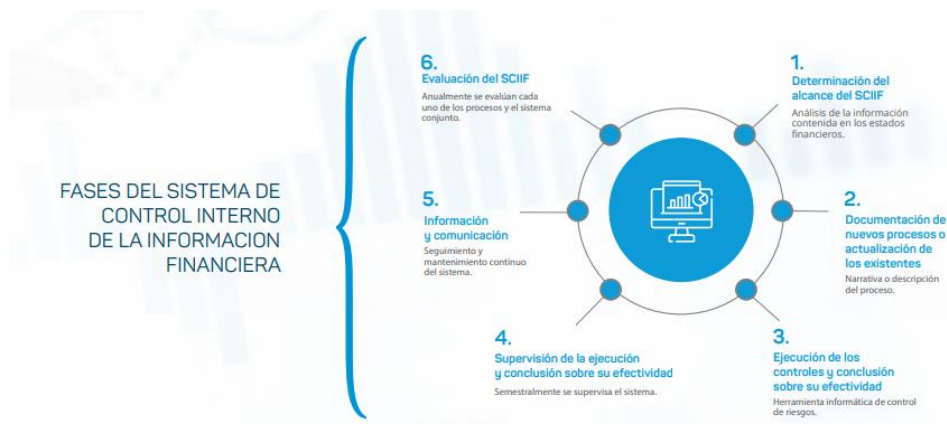 FASES DEL SISTEMA DE
CONTROL INTERNO
DE LA INFORMACION
FINANCIERA
1.
Determinación del
alcance del SCIIF
Análisis de la información
contenida en los estados
financieros.
2.
Documentación de
nuevos procesos o
actualización de
los existentes
Narrativa o descripción
del proceso.
3.
Ejecución de los
controles y conclusión
sobre su efectividad
Herramienta informática de control
de riesgos.
4.
Supervisión de la ejecución
y conclusión sobre su efectividad
Semestralmente se supervisa el sistema.
5.
Información
y comunicación
Seguimiento y
mantenimiento continuo
del sistema.
6.
Evaluación del SCIIF
Anualmente se evalúan cada
uno de los procesos y el sistema
conjunto.